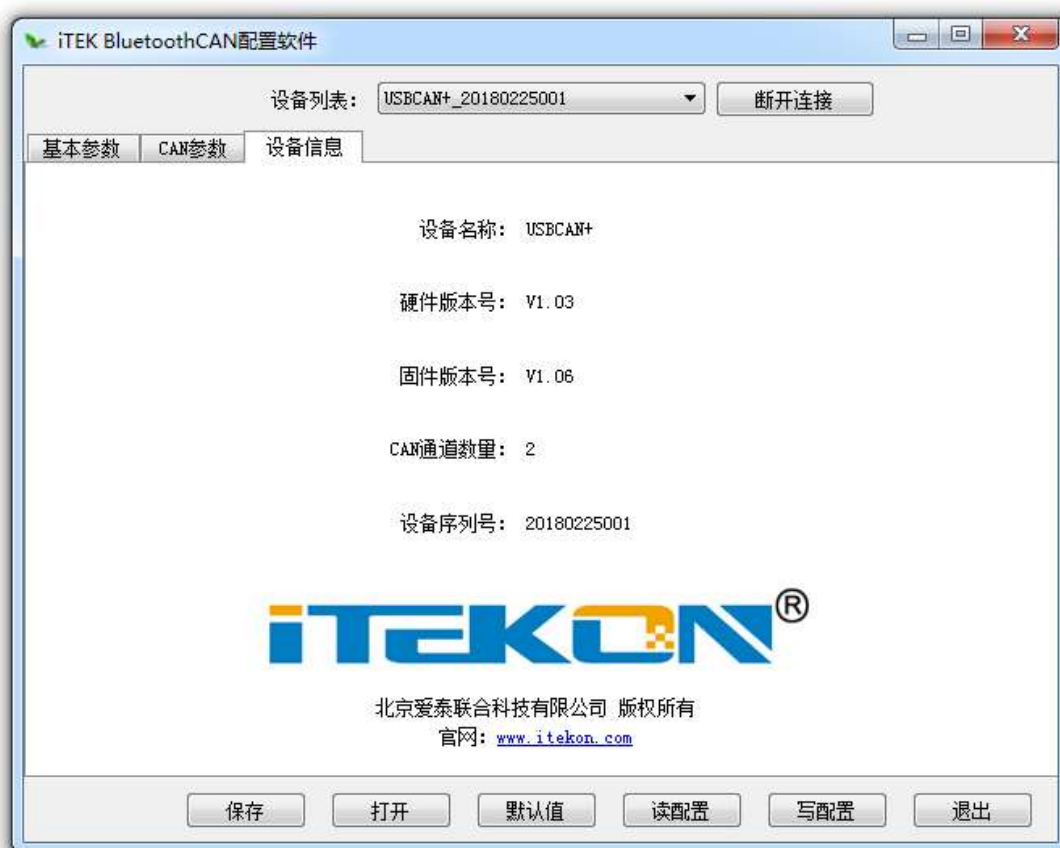 iTEK BluetoothCAN配置软件
设备列表: USBCAN+_20180225001 断开连接
基本参数 CAN参数 设备信息
设备名称: USBCAN+
硬件版本号: V1.03
固件版本号: V1.06
CAN通道数量: 2
设备序列号: 20180225001
iTEKON®
北京爱泰联合科技有限公司 版权所有
官网: www.itekon.com
保存 打开 默认值 读配置 写配置 退出